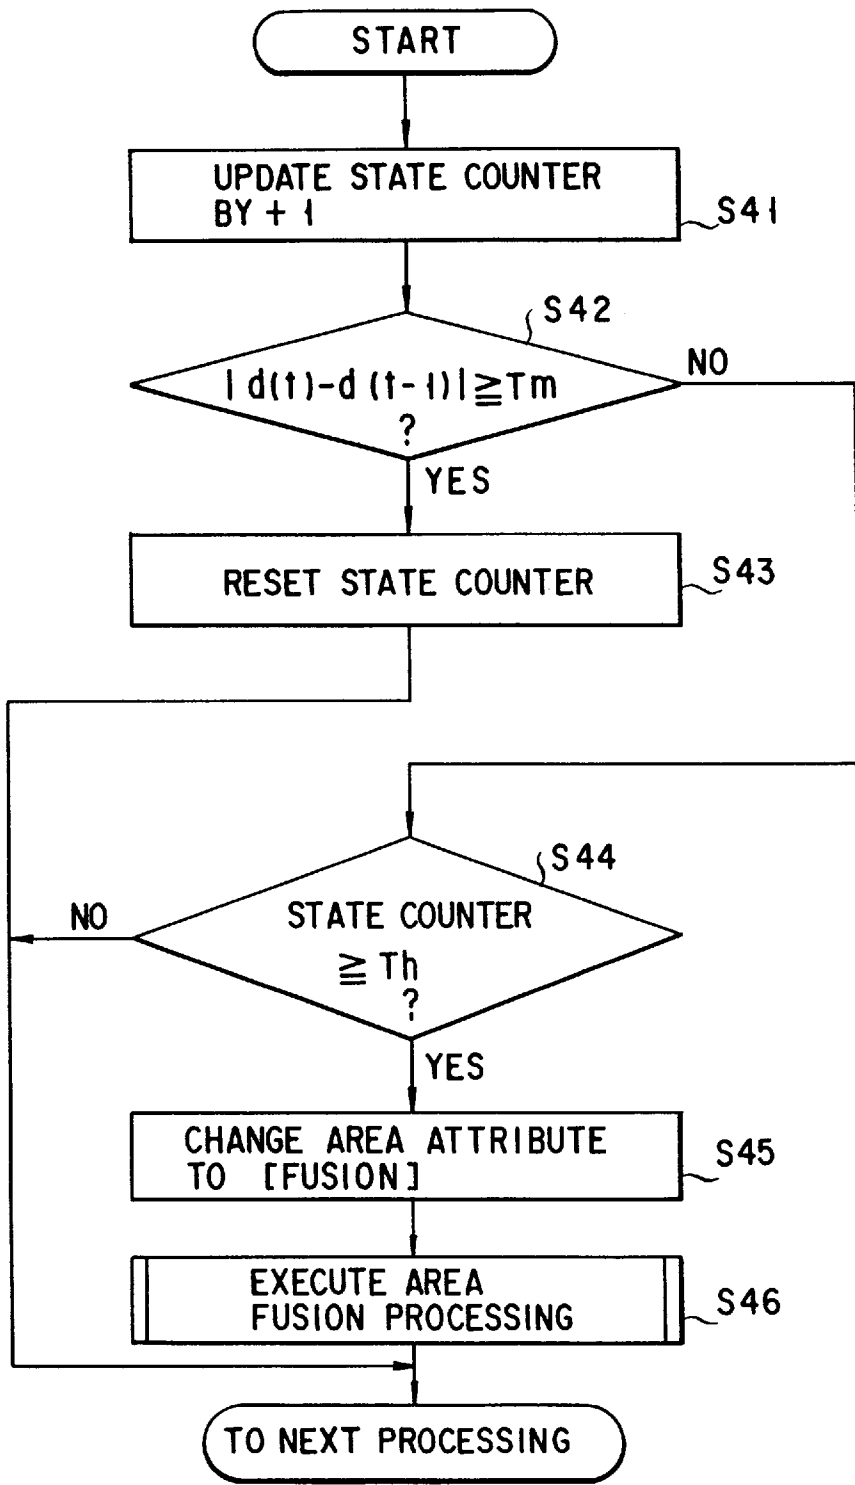 START
UPDATE STATE COUNTER
BY + 1
S41
S42
| d(t)-d (t-1) | ≧ Tm
?
NO
YES
RESET STATE COUNTER
S43
S44
STATE COUNTER
≧ Th
?
NO
YES
CHANGE AREA ATTRIBUTE
TO [FUSION]
S45
EXECUTE AREA
FUSION PROCESSING
S46
TO NEXT PROCESSING